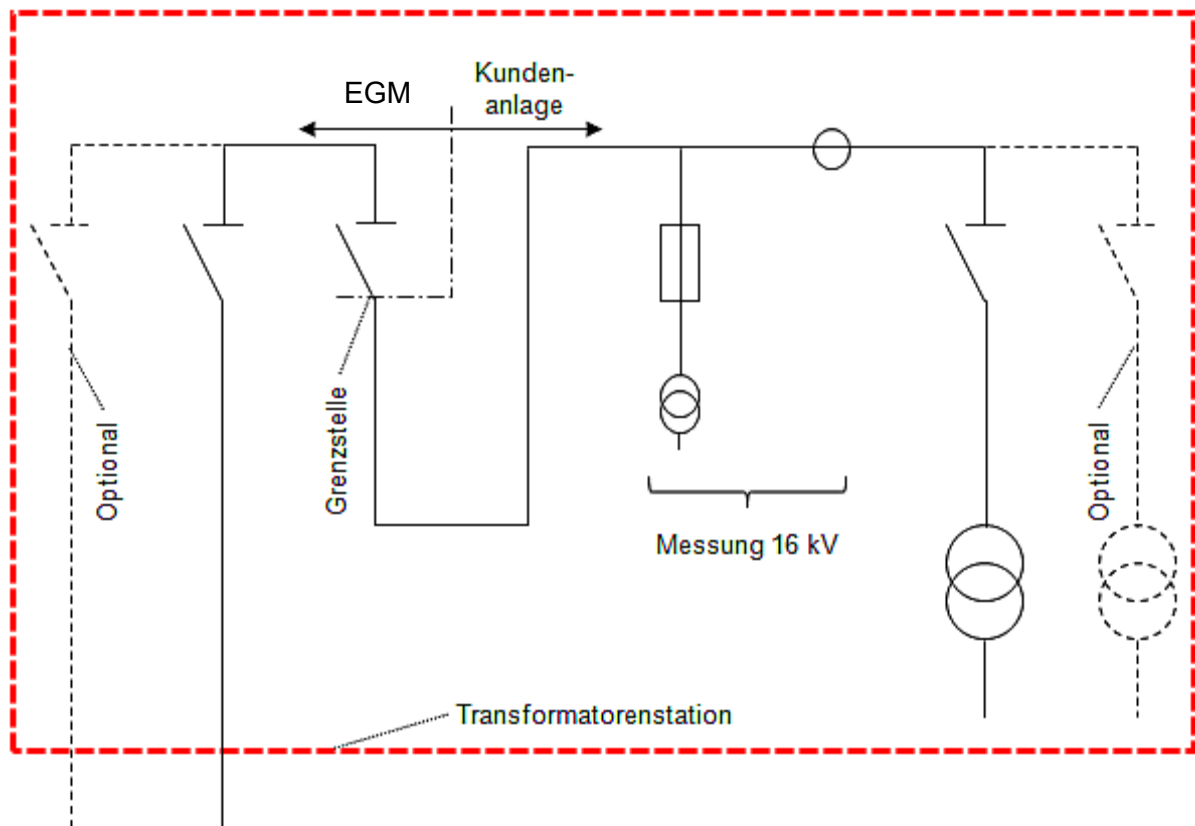 EGM
Kunden-
anlage
Optional
Grenzstelle
Optional
Messung 16 kV
Transformatorenstation